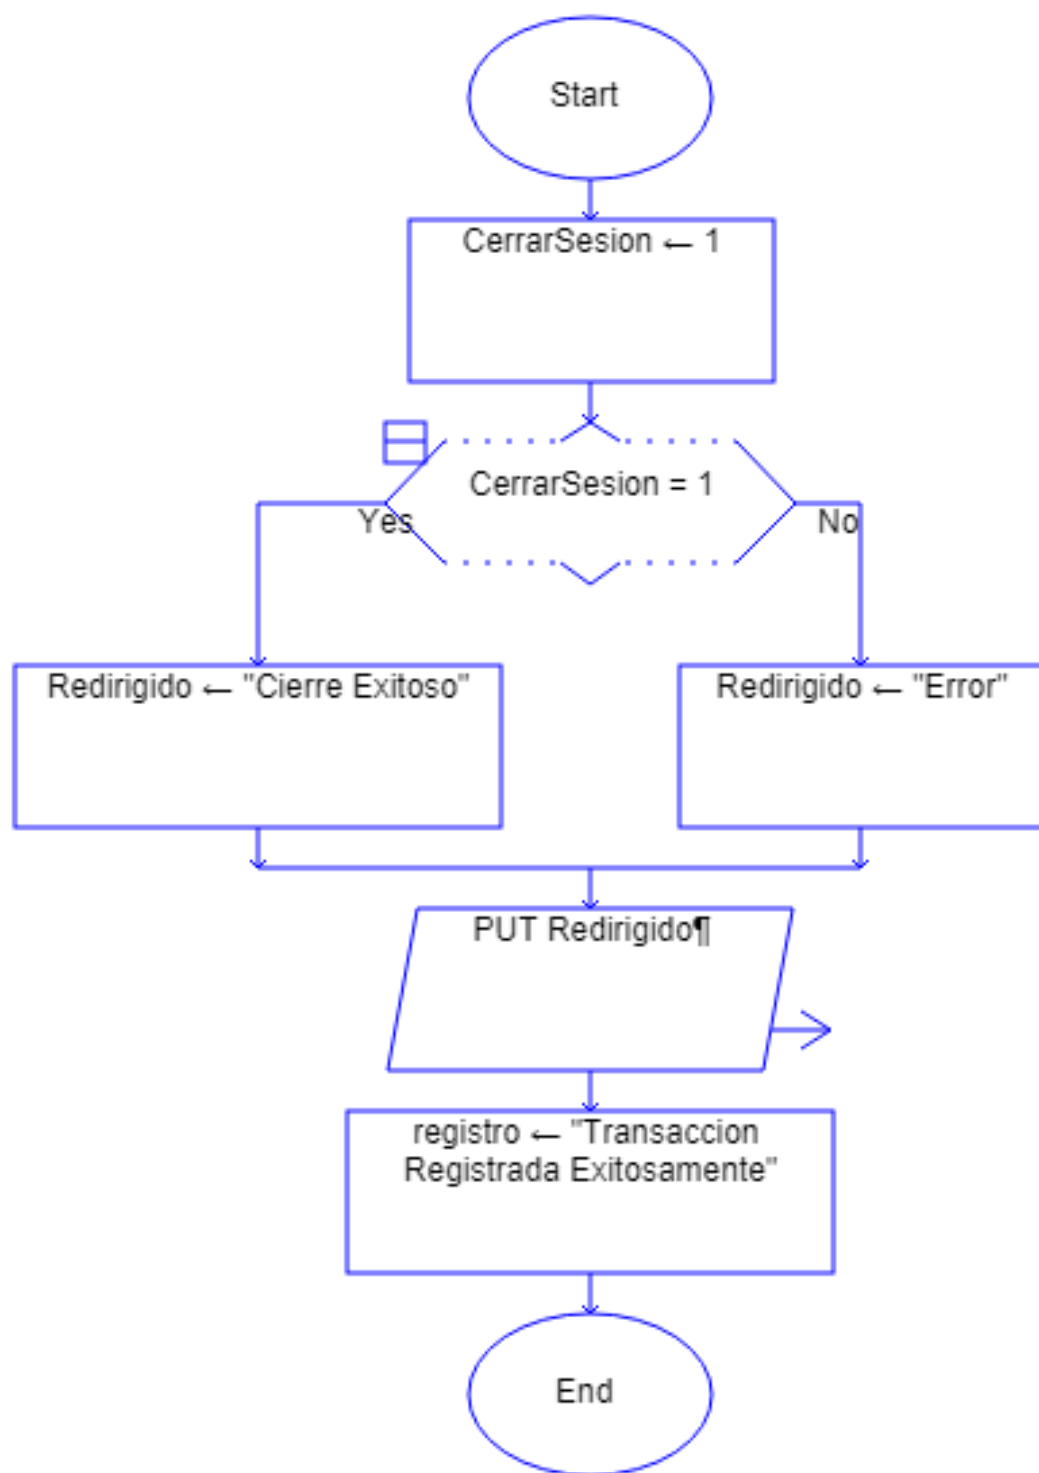 Start
CerrarSesion ← 1
CerrarSesion = 1
Yes
No
Redirigido ← "Cierre Exitoso"
Redirigido ← "Error"
PUT Redirigido¶
registro ← "Transaccion
Registrada Exitosamente"
End